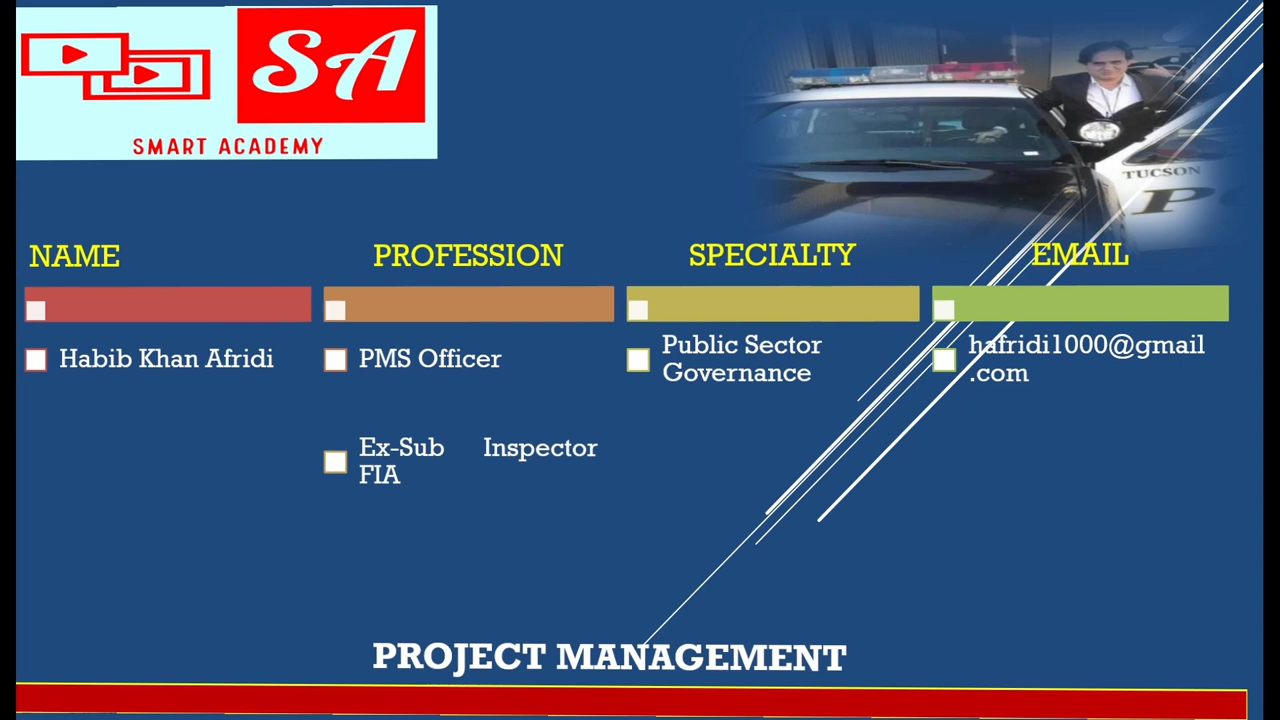 SA
SMART ACADEMY
TUCSON
PO
NAME PROFESSION SPECIALTY EMAIL
Habib Khan Afridi
PMS Officer
Ex-Sub Inspector
FIA
Public Sector
Governance
hafridi1000@gmail
.com
PROJECT MANAGEMENT